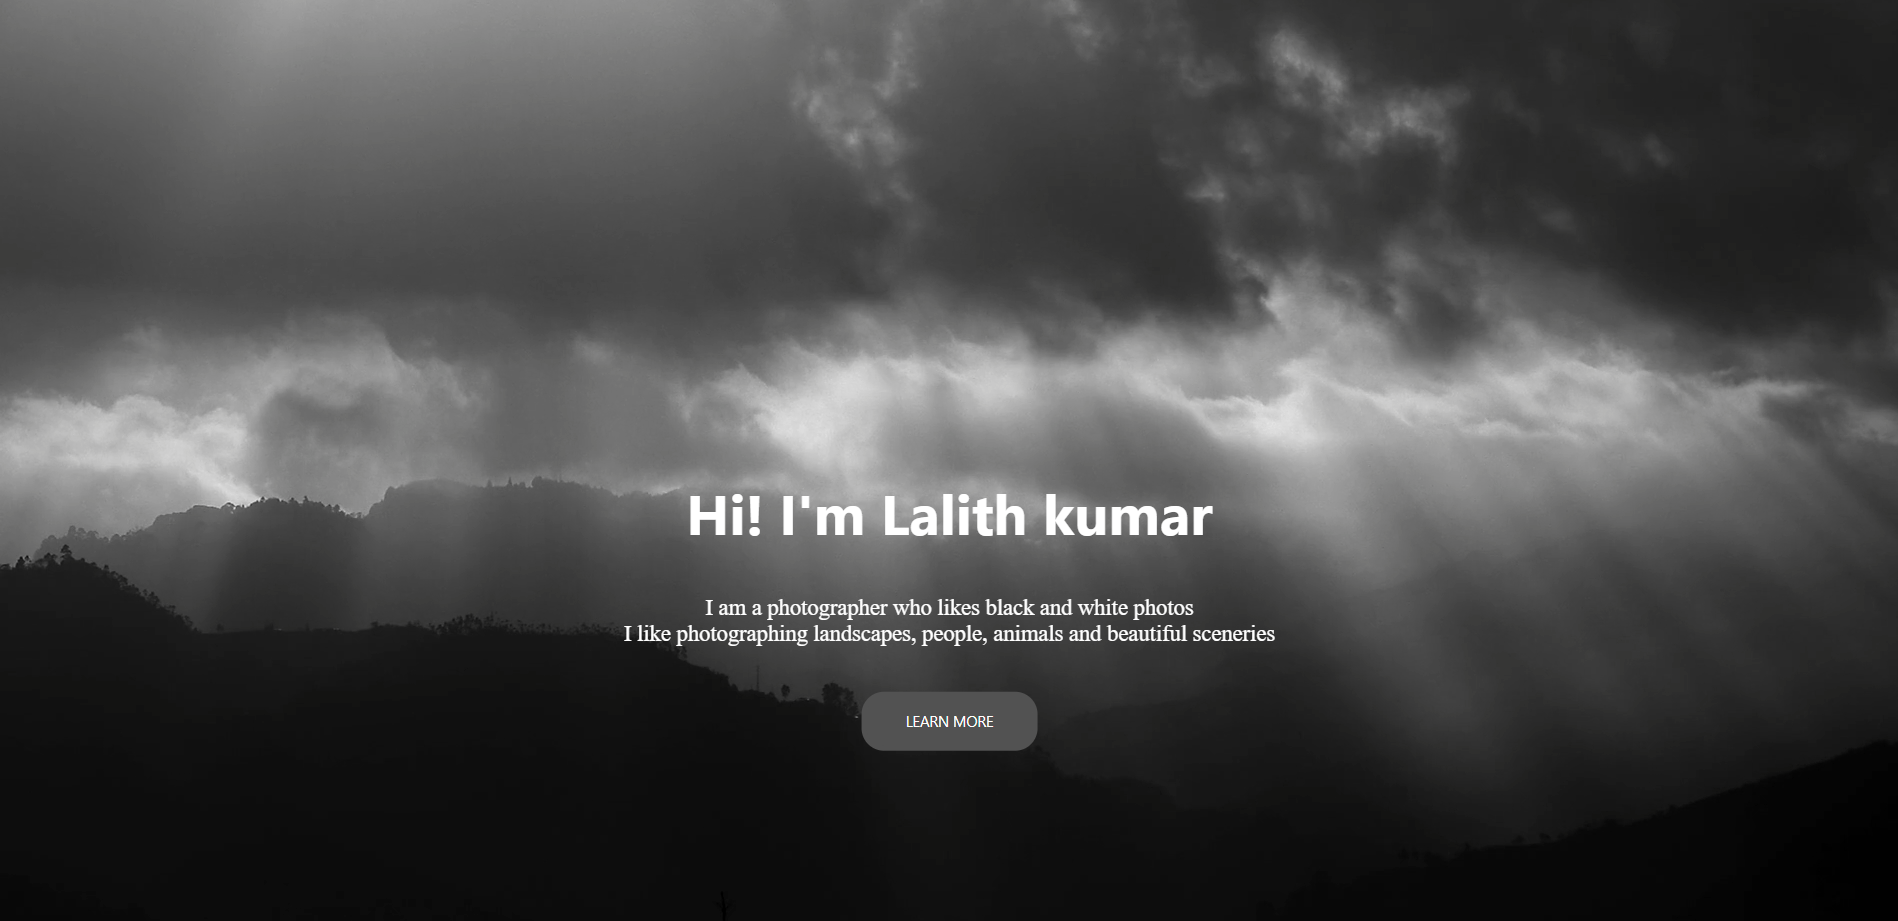 Hi! I'm Lalith kumar
I am a photographer who likes black and white photos
I like photographing landscapes, people, animals and beautiful sceneries
LEARN MORE